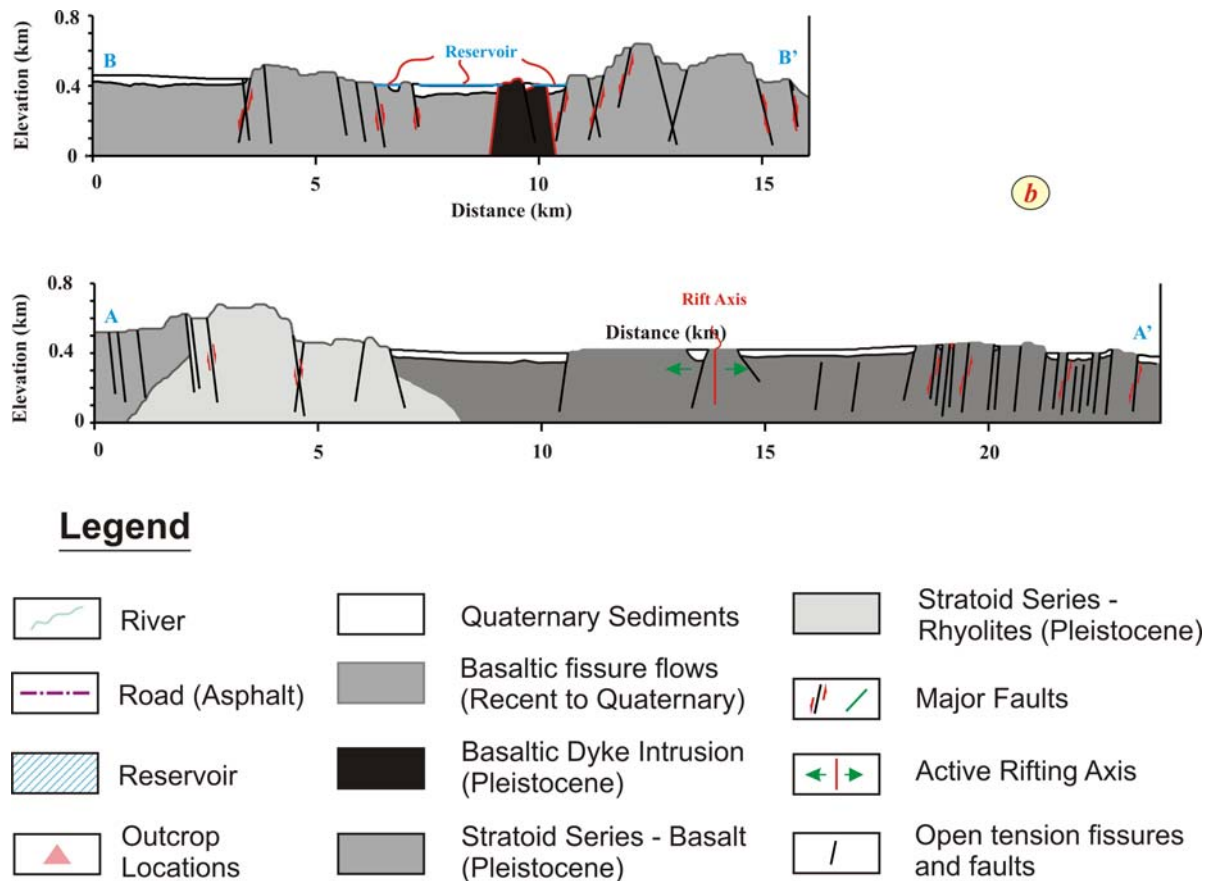 0.8
B
Reservoir
B'
Elevation (km)
0.4
0
0
5
10
15
Distance (km)
b
0.8
A
Rift Axis
Distance (km)
A'
Elevation (km)
0.4
0
0
5
10
15
20
Legend
River
Road (Asphalt)
Reservoir
Outcrop
Locations
Quaternary Sediments
Basaltic fissure flows
(Recent to Quaternary)
Basaltic Dyke Intrusion
(Pleistocene)
Stratoid Series - Basalt
(Pleistocene)
Stratoid Series -
Rhyolites (Pleistocene)
Major Faults
Active Rifting Axis
Open tension fissures
and faults